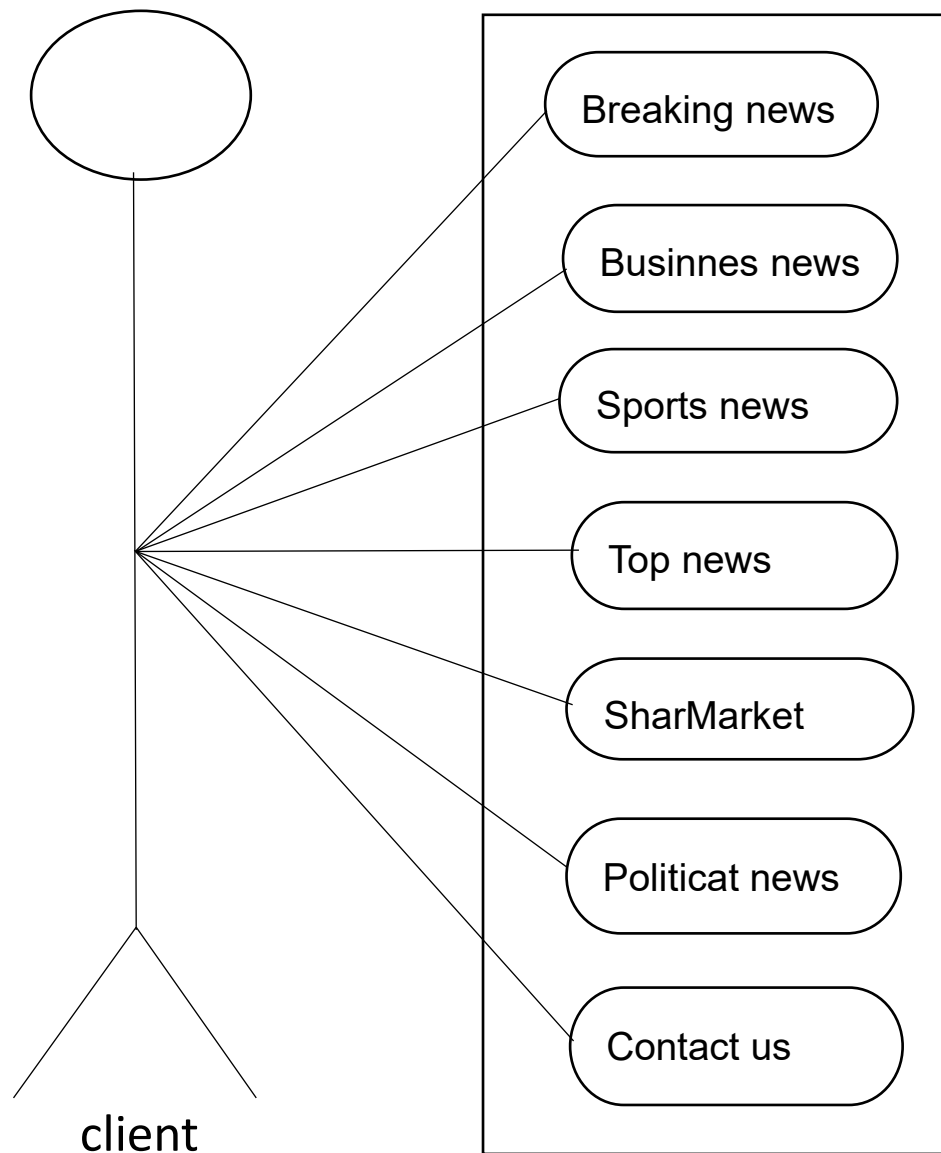 Breaking news
Businnes news
Sports news
Top news
SharMarket
Politicat news
Contact us
client